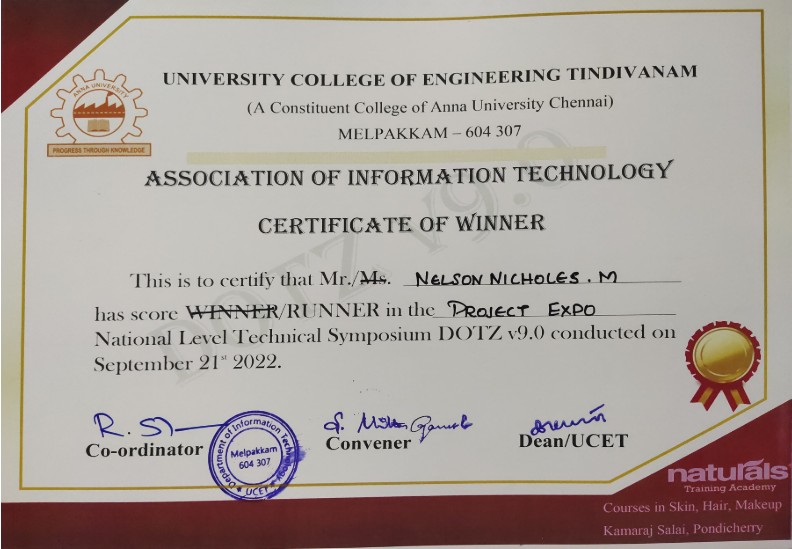 UNIVERSITY COLLEGE OF ENGINEERING TINDIVANAM
(A Constituent College of Anna University Chennai)
MELPAKKAM – 604 307
ANNA UNIVERSITY
PROGRESS THROUGH KNOWLEDGE
ASSOCIATION OF INFORMATION TECHNOLOGY
CERTIFICATE OF WINNER
DOTZ v9.0
This is to certify that Mr./Ms. NELSON NICHOLES. M
has score WINNER/RUNNER in the PROJECT EXPO
National Level Technical Symposium DOTZ v9.0 conducted on
September 21st 2022.
Co-ordinator
Department of Information Technology
Melpakkam
604 307
UCET
Convener
Dean/UCET
naturals
Training Academy
Courses in Skin, Hair, Makeup
Kamaraj Salai, Pondicherry